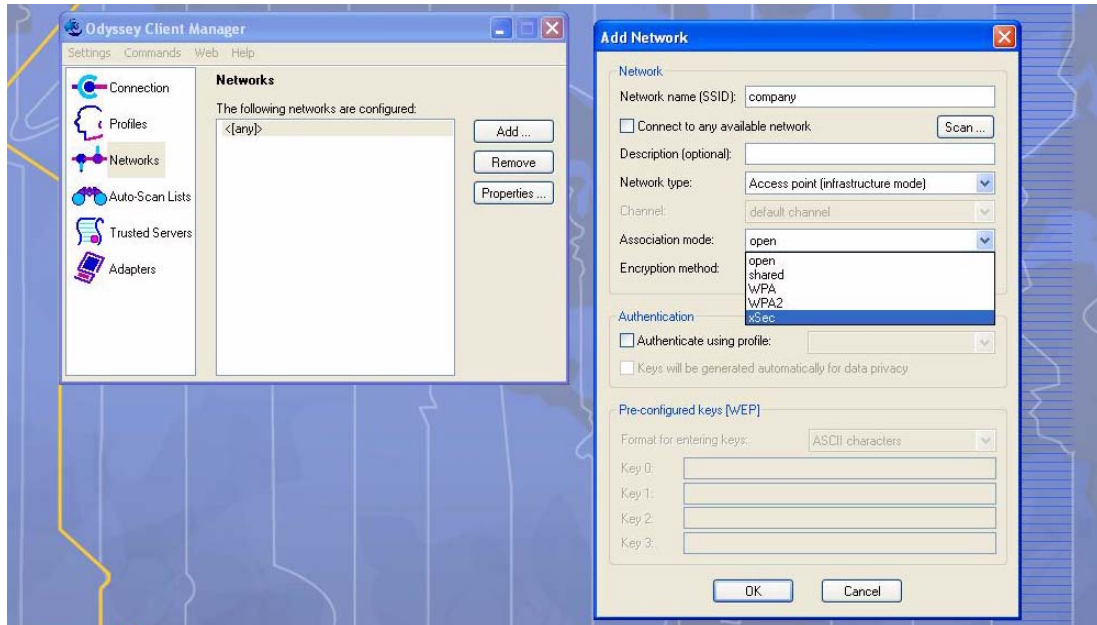 Odyssey Client Manager
Settings Commands Web Help
Connection
Profiles
Networks
Auto-Scan Lists
Trusted Servers
Adapters
Networks
The following networks are configured:
<[any]>
Add ...
Remove
Properties ...
Add Network
Network
Network name (SSID): company
Connect to any available network Scan ...
Description (optional):
Network type: Access point (infrastructure mode)
Channel: default channel
Association mode: open
Encryption method:
open
shared
WPA
WPA2
xSec
Authentication
Authenticate using profile:
Keys will be generated automatically for data privacy
Pre-configured keys [WEP]
Format for entering keys: ASCII characters
Key 0:
Key 1:
Key 2:
Key 3:
OK Cancel